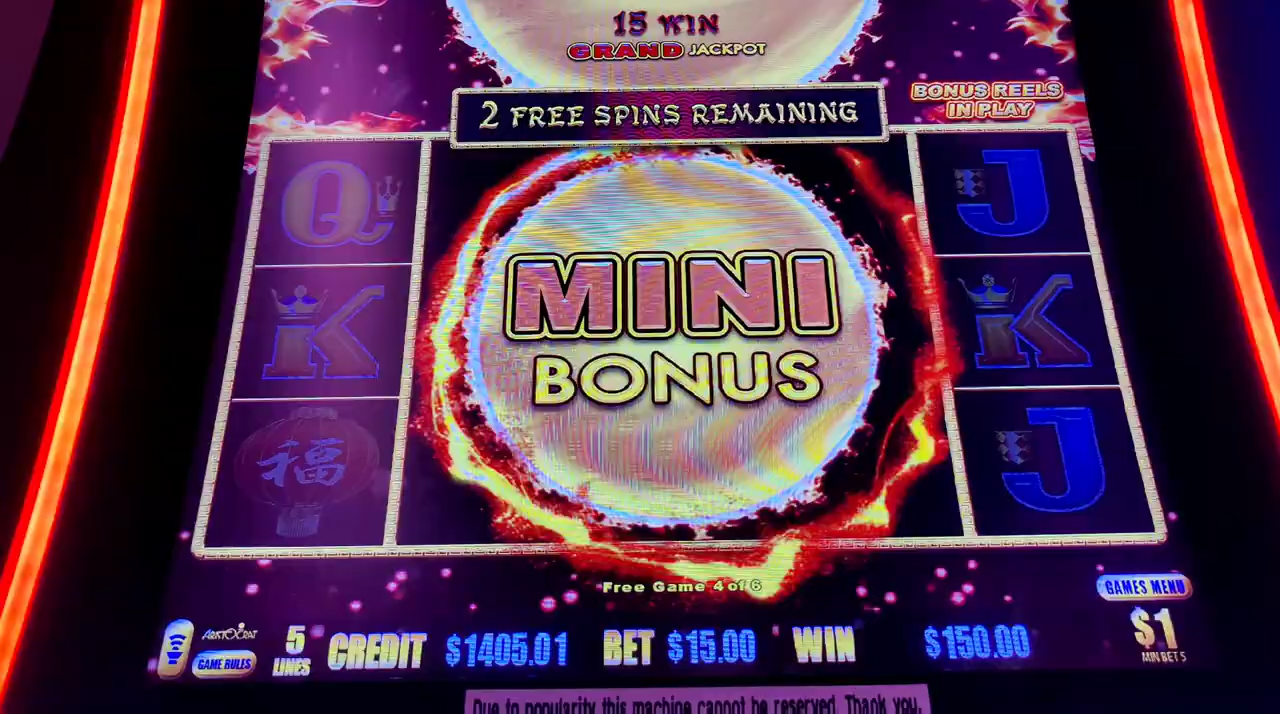 15 WIN
GRAND JACKPOT
2 FREE SPINS REMAINING
BONUS REELS
IN PLAY
Q
J
MINI
BONUS
K
K
福
J
Free Game 4 of 6
GAMES MENU
ARISTOCRAT
GAME RULES
5
LINES
CREDIT $1405.01 BET $15.00 WIN $150.00
$1
MIN BET 5
Due to popularity this machine cannot be reserved. Thank you.